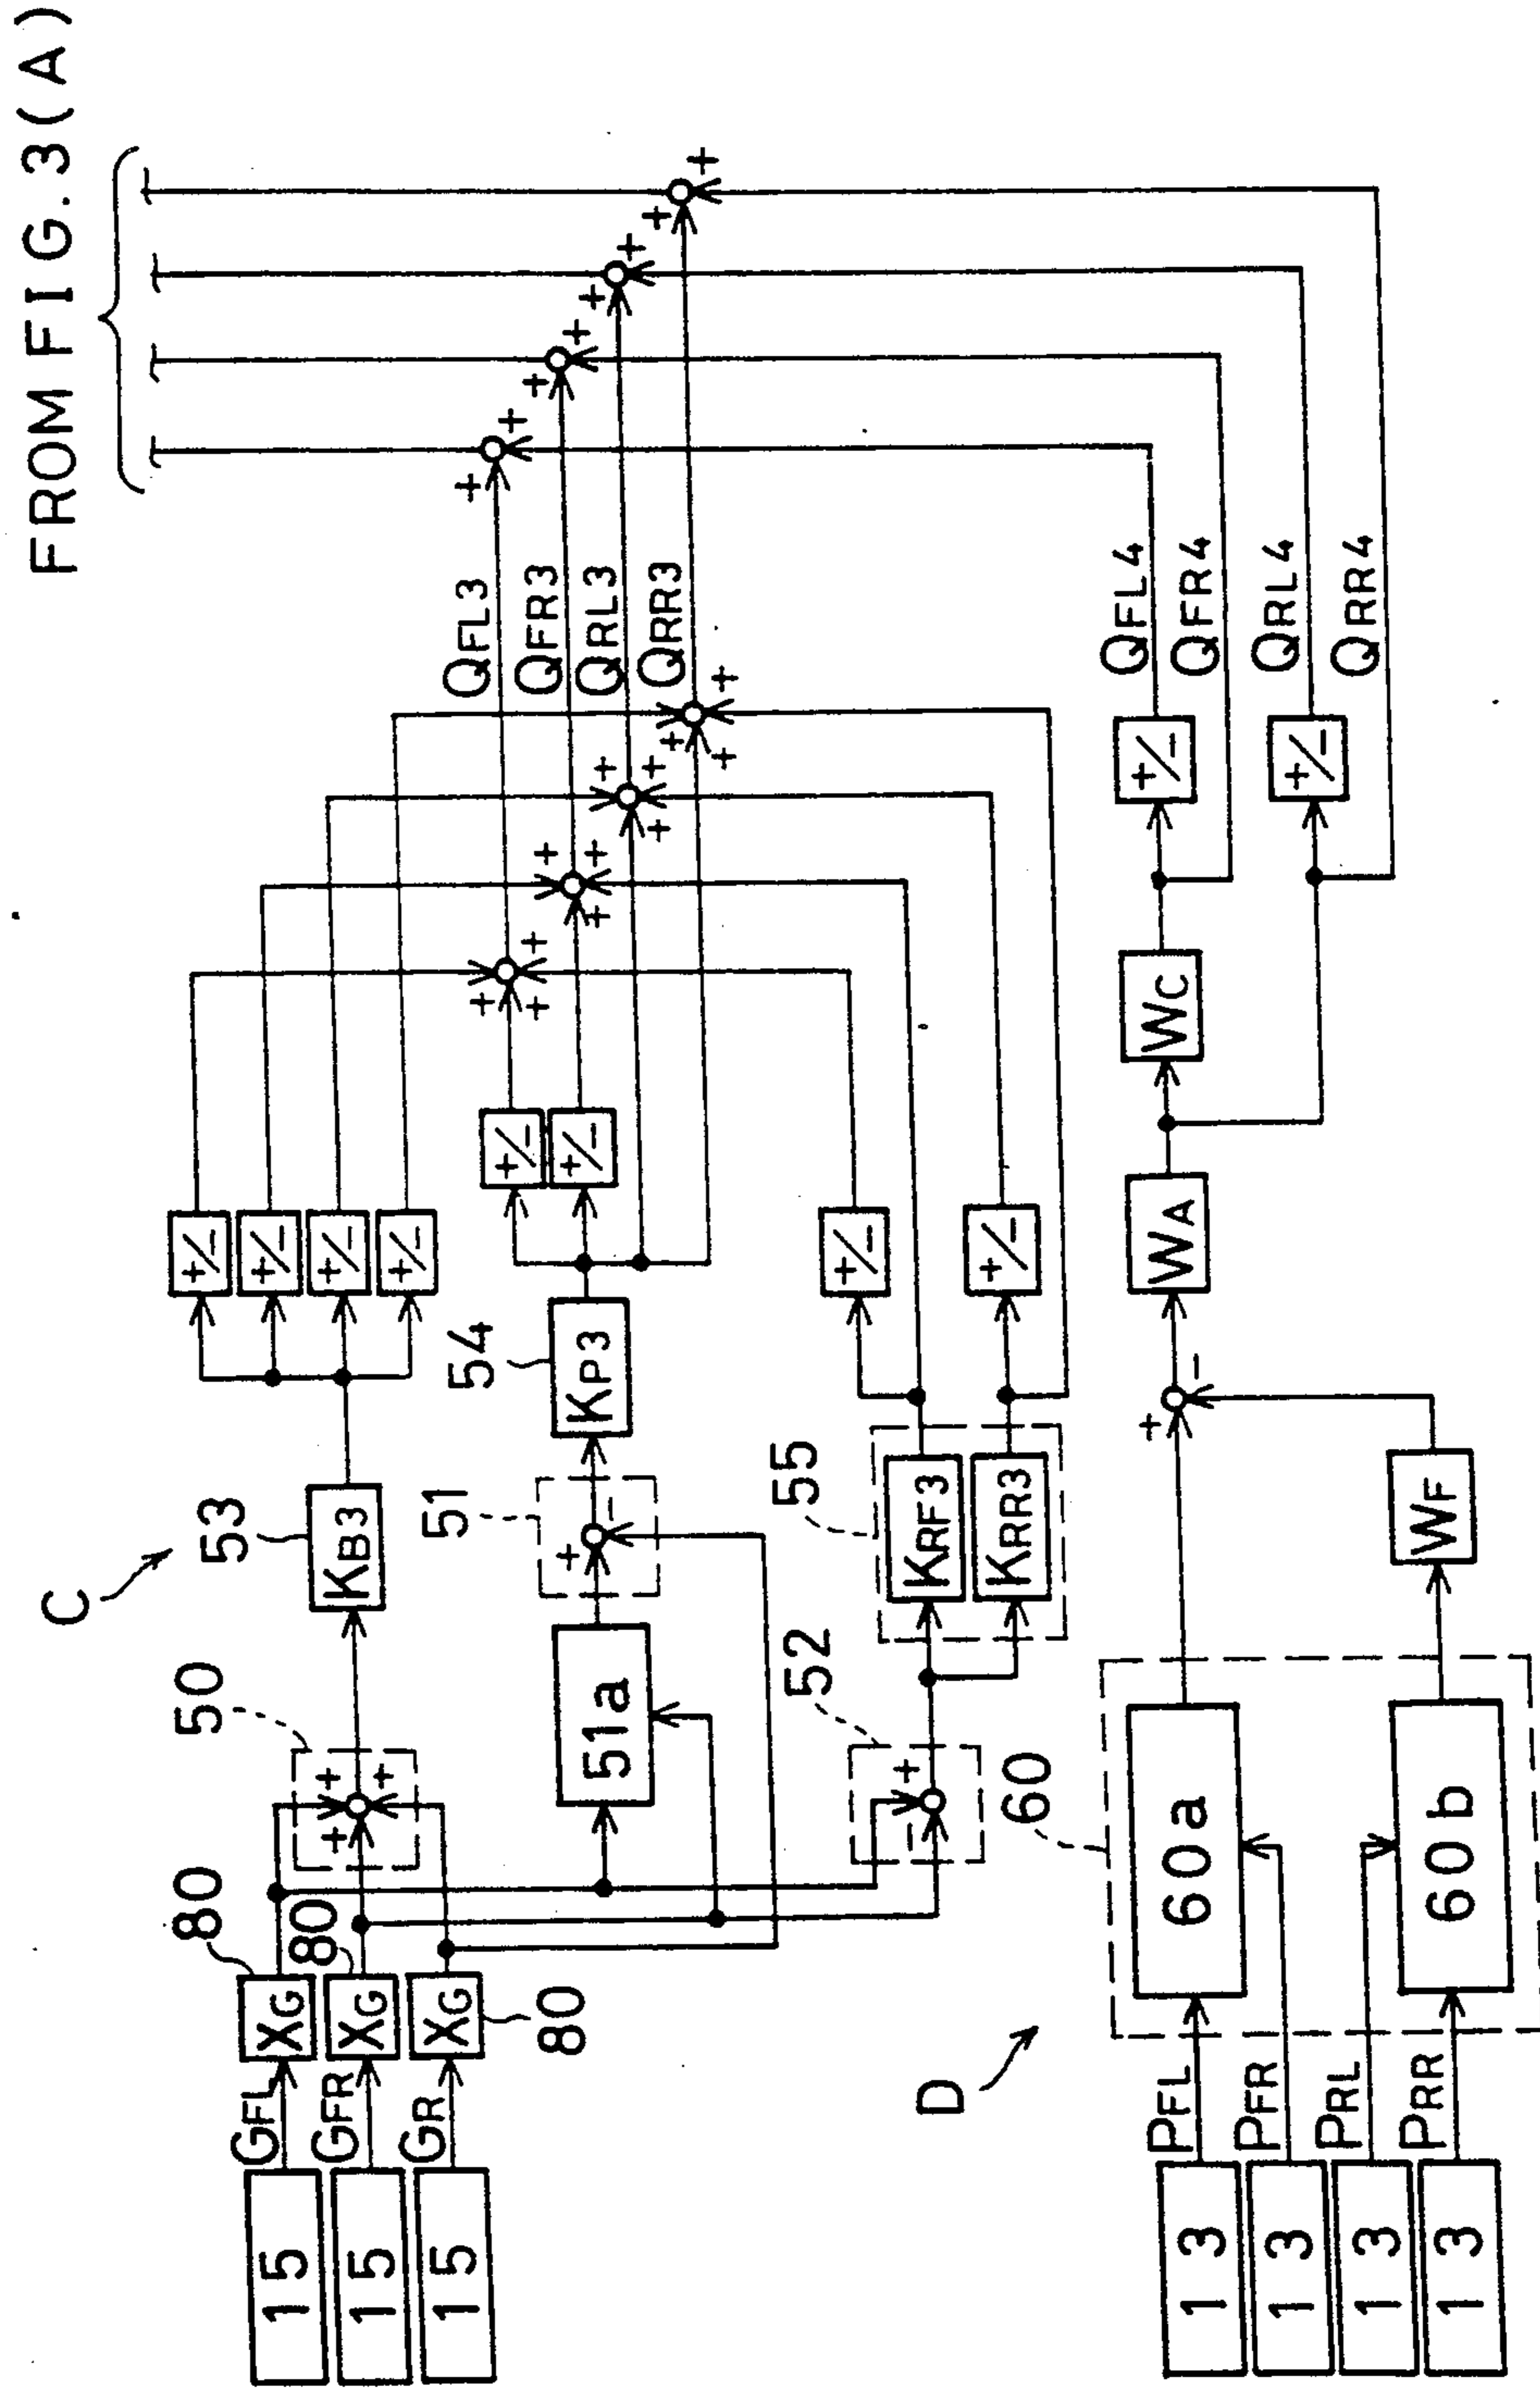 FROM FIG.3(A)
C
15
GFL
XG
80
15
GFR
XG
80
15
GR
XG
80
50
+
+
+
KB3
53
+/-
+/-
+/-
+/-
51a
51
+
-
KP3
54
+/-
+/-
52
+
-
55
KRF3
KRR3
+/-
+/-
+
+
+
+
+
+
+
+
+
+
+
+
QFL3
QFR3
QRL3
QRR3
+
+
+
+
+
+
+
+
D
13
PFL
13
PFR
13
PRL
13
PRR
60
60a
60b
WF
+
-
WA
WC
+/-
+/-
QFL4
QFR4
QRL4
QRR4